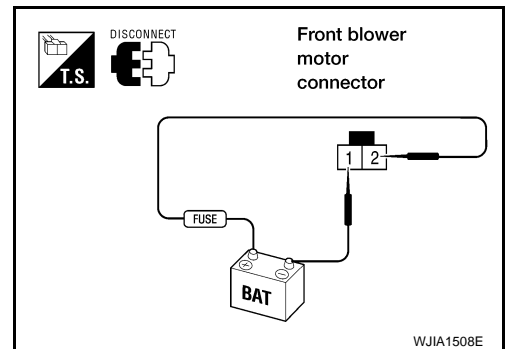 DISCONNECT
T.S.
Front blower
motor
connector
1 2
FUSE
+ −
BAT
WJIA1508E